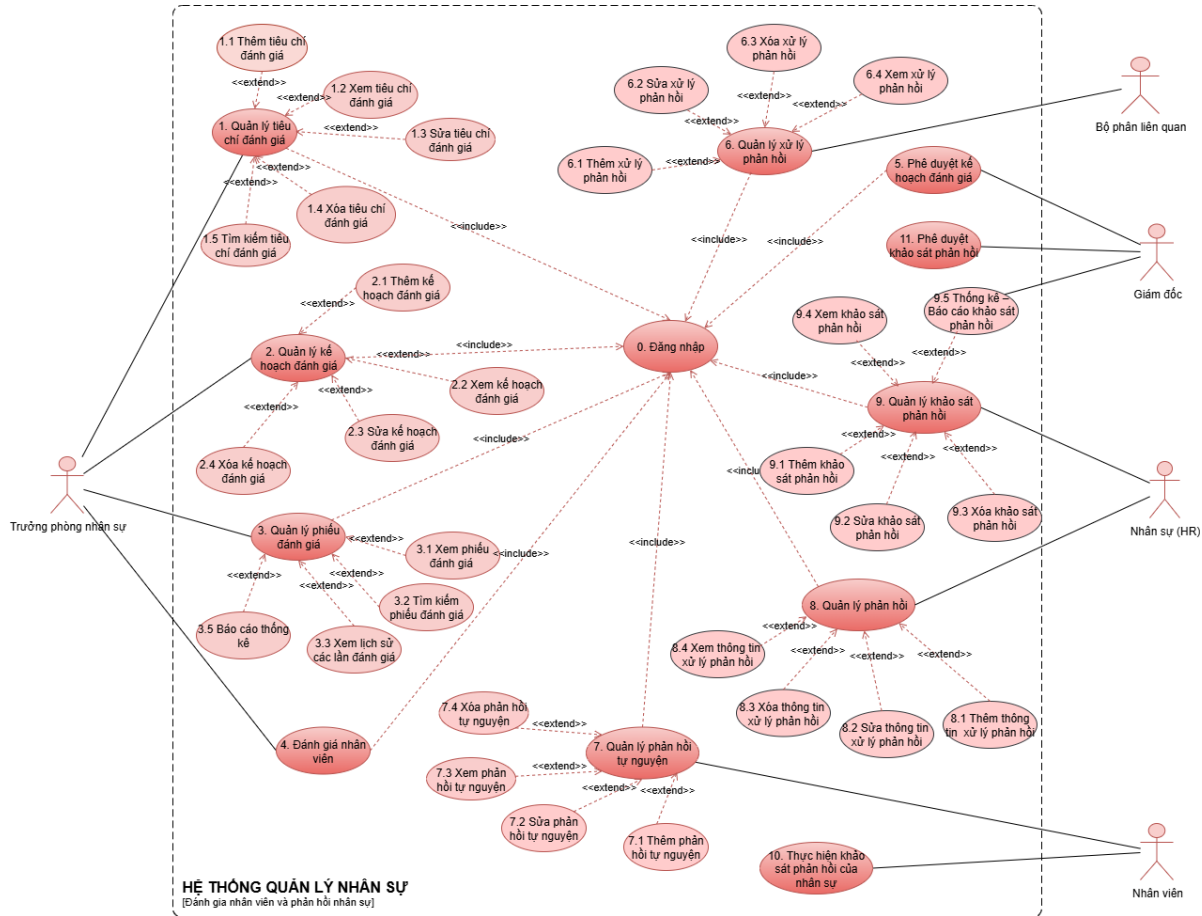 1.1 Thêm tiêu chí
đánh giá
<<extend>>
1.2 Xem tiêu chí
đánh giá
<<extend>>
1. Quản lý tiêu
chí đánh giá
<<extend>>
1.3 Sửa tiêu chí
đánh giá
<<extend>>
<<extend>>
1.4 Xóa tiêu chí
đánh giá
1.5 Tìm kiếm tiêu
chí đánh giá
<<include>>
6.3 Xóa xử lý
phản hồi
6.2 Sửa xử lý
phản hồi
<<extend>>
6.4 Xem xử lý
phản hồi
<<extend>>
<<extend>>
6. Quản lý xử lý
phản hồi
6.1 Thêm xử lý
phản hồi
<<extend>>
<<include>>
<<include>>
Bộ phân liên quan
5. Phê duyệt kế
hoạch đánh giá
11. Phê duyệt
khảo sát phản hồi
Giám đốc
2.1 Thêm kế
hoạch đánh giá
<<extend>>
2. Quản lý kế
hoạch đánh giá
<<extend>>
<<include>>
2.2 Xem kế hoạch
đánh giá
<<extend>>
<<extend>>
2.3 Sửa kế hoạch
đánh giá
2.4 Xóa kế hoạch
đánh giá
0. Đăng nhập
9.4 Xem khảo sát
phản hồi
9.5 Thống kê –
Báo cáo khảo sát
phản hồi
<<extend>>
<<extend>>
<<include>>
9. Quản lý khảo sát
phản hồi
<<extend>>
<<extend>>
<<extend>>
9.1 Thêm khảo
sát phản hồi
9.2 Sửa khảo sát
phản hồi
9.3 Xóa khảo sát
phản hồi
Nhân sự (HR)
Trưởng phòng nhân sự
<<include>>
3. Quản lý phiếu
đánh giá
<<extend>>
3.1 Xem phiếu
đánh giá
<<include>>
<<extend>>
<<extend>>
<<extend>>
3.2 Tìm kiếm
phiếu đánh giá
3.5 Báo cáo thống
kê
3.3 Xem lịch sử
các lần đánh giá
<<include>>
<<inclu
8. Quản lý phản hồi
<<extend>>
<<extend>>
<<extend>>
<<extend>>
8.4 Xem thông tin
xử lý phản hồi
8.3 Xóa thông tin
xử lý phản hồi
8.2 Sửa thông tin
xử lý phản hồi
8.1 Thêm thông
tin xử lý phản hồi
4. Đánh giá nhân
viên
7.4 Xóa phản hồi
tự nguyện
<<extend>>
7. Quản lý phản hồi
tự nguyện
<<extend>>
7.3 Xem phản
hồi tự nguyện
<<extend>>
<<extend>>
7.2 Sửa phản
hồi tự nguyện
7.1 Thêm phản
hồi tự nguyện
10. Thực hiện khảo
sát phản hồi của
nhân sự
Nhân viên
HỆ THỐNG QUẢN LÝ NHÂN SỰ
[Đánh gia nhân viên và phản hồi nhân sự]